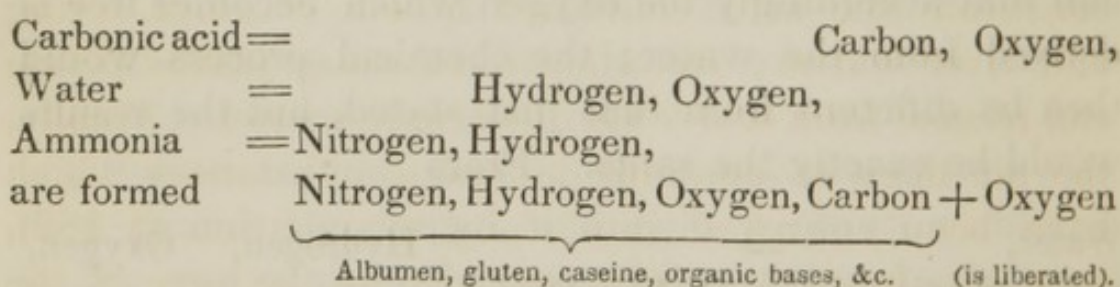 Carbonic acid= Carbon, Oxygen,
Water = Hydrogen, Oxygen,
Ammonia =Nitrogen, Hydrogen,
are formed Nitrogen, Hydrogen, Oxygen, Carbon + Oxygen
Albumen, gluten, caseine, organic bases, &c. (is liberated).